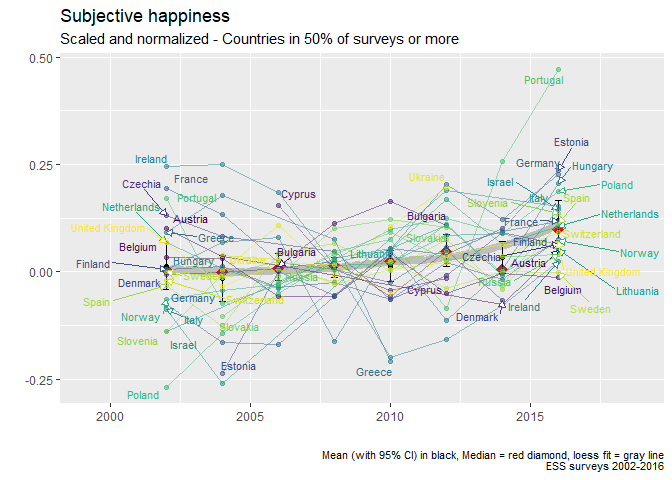 Subjective happiness
Scaled and normalized - Countries in 50% of surveys or more
0.50
Portugal
Estonia
0.25
Ireland
Germany
Hungary
France
Ukraine
Israel
Czechia
Poland
Cyprus
Portugal
Italy
Spain
Slovenia
Netherlands
Netherlands
Austria
Bulgaria
France
United Kingdom
Switzerland
Greece
Slovakia
Finland
Belgium
Bulgaria
Lithuania
Norway
Czechia
Hungary
Austria
Finland
0.00
United Kingdom
Russia
Denmark
Russia
Cyprus
Lithuania
Belgium
Germany
Switzerland
Spain
Ireland
Sweden
Norway
Italy
Denmark
Slovakia
Slovenia
Israel
Estonia
Greece
-0.25
Poland
2000
2005
2010
2015
Mean (with 95% CI) in black, Median = red diamond, loess fit = gray line
ESS surveys 2002-2016